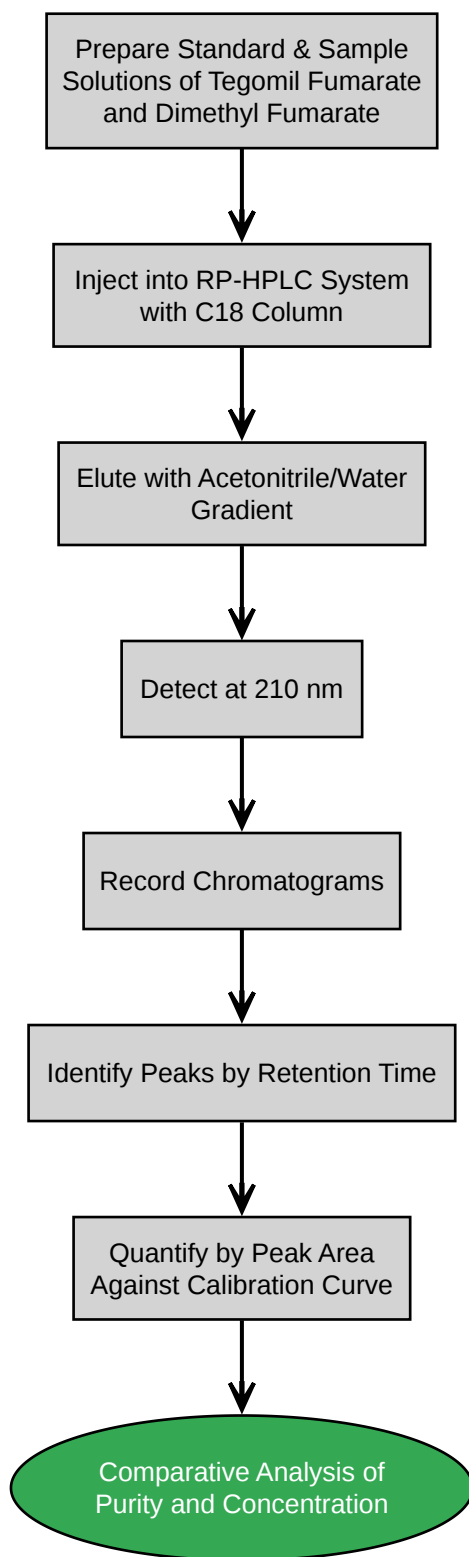 Prepare Standard & Sample
Solutions of Tegomil Fumarate
and Dimethyl Fumarate
Inject into RP-HPLC System
with C18 Column
Elute with Acetonitrile/Water
Gradient
Detect at 210 nm
Record Chromatograms
Identify Peaks by Retention Time
Quantify by Peak Area
Against Calibration Curve
Comparative Analysis of
Purity and Concentration